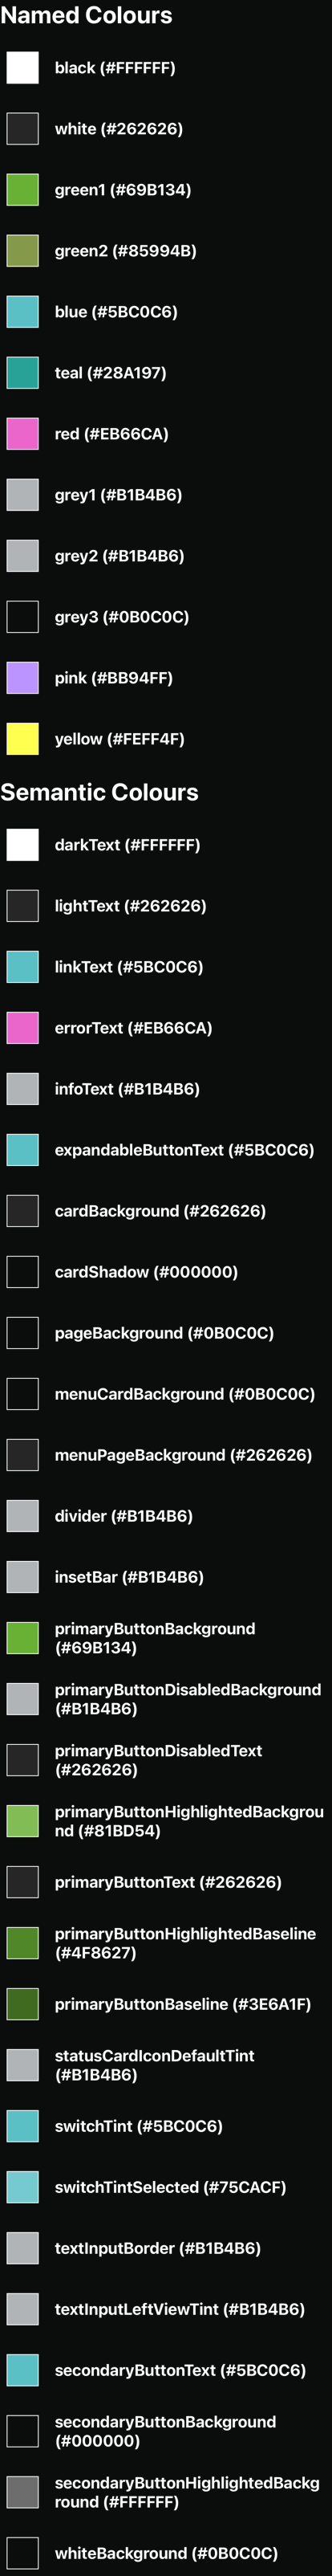 Named Colours
black (#FFFFFF)
white (#262626)
green1 (#69B134)
green2 (#85994B)
blue (#5BC0C6)
teal (#28A197)
red (#EB66CA)
grey1 (#B1B4B6)
grey2 (#B1B4B6)
grey3 (#0B0C0C)
pink (#BB94FF)
yellow (#FEFF4F)
Semantic Colours
darkText (#FFFFFF)
lightText (#262626)
linkText (#5BC0C6)
errorText (#EB66CA)
infoText (#B1B4B6)
expandableButtonText (#5BC0C6)
cardBackground (#262626)
cardShadow (#000000)
pageBackground (#0B0C0C)
menuCardBackground (#0B0C0C)
menuPageBackground (#262626)
divider (#B1B4B6)
insetBar (#B1B4B6)
primaryButtonBackground
(#69B134)
primaryButtonDisabledBackground
(#B1B4B6)
primaryButtonDisabledText
(#262626)
primaryButtonHighlightedBackgrou
nd (#81BD54)
primaryButtonText (#262626)
primaryButtonHighlightedBaseline
(#4F8627)
primaryButtonBaseline (#3E6A1F)
statusCardIconDefaultTint
(#B1B4B6)
switchTint (#5BC0C6)
switchTintSelected (#75CACF)
textInputBorder (#B1B4B6)
textInputLeftViewTint (#B1B4B6)
secondaryButtonText (#5BC0C6)
secondaryButtonBackground
(#000000)
secondaryButtonHighlightedBackg
round (#FFFFFF)
whiteBackground (#0B0C0C)